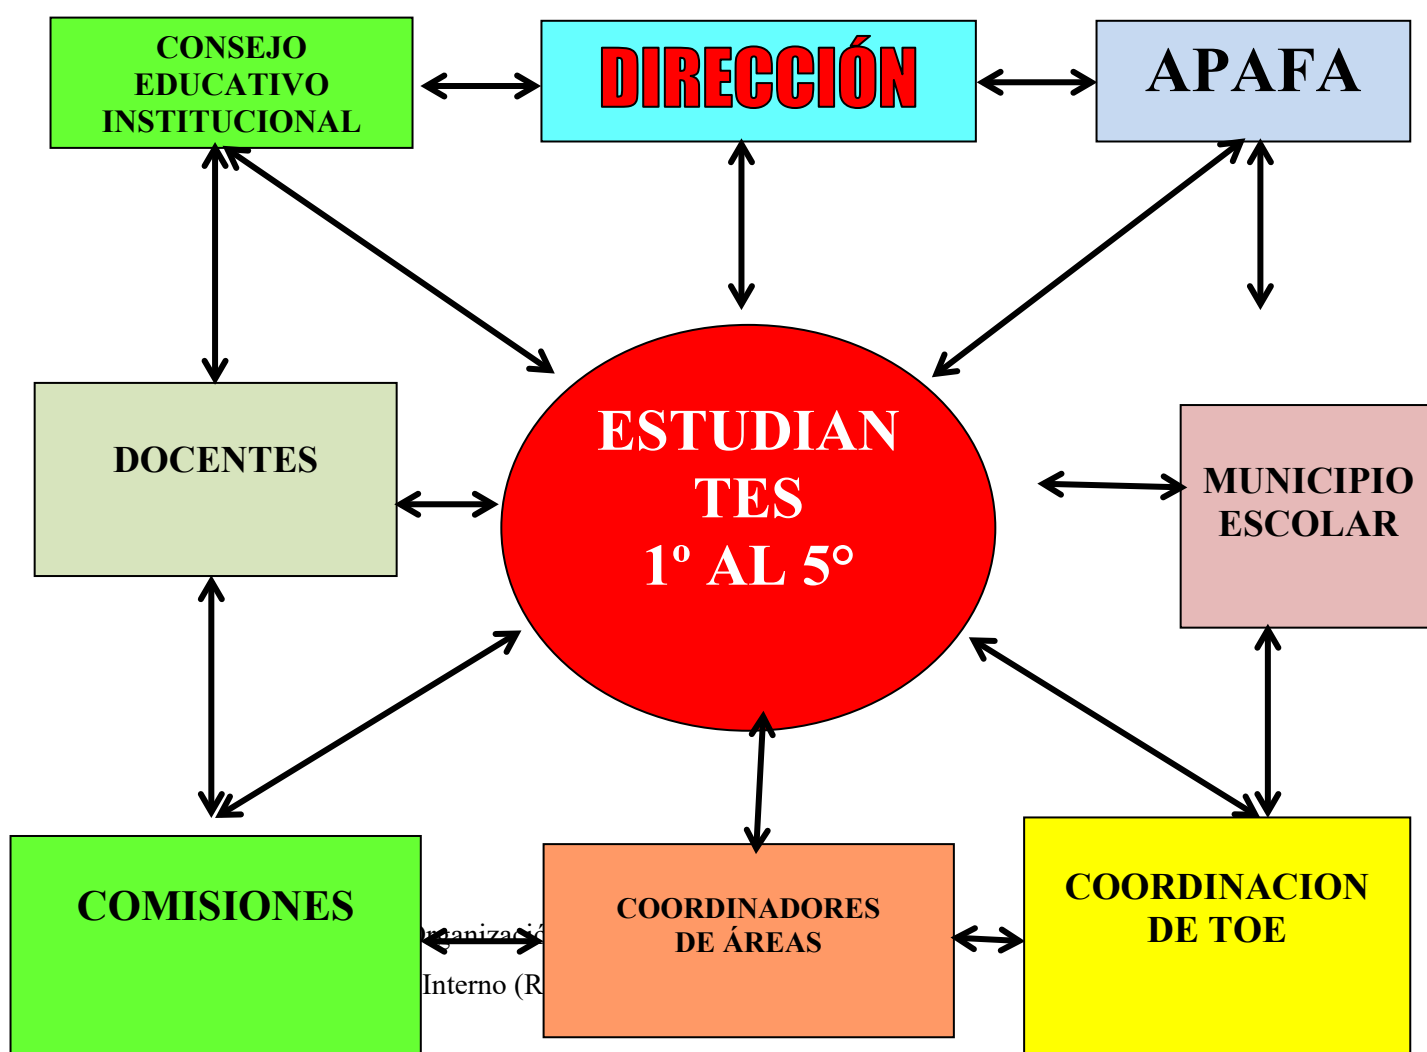 CONSEJO
EDUCATIVO
INSTITUCIONAL
DIRECCIÓN
APAFA
ESTUDIAN
TES
1º AL 5°
DOCENTES
MUNICIPIO
ESCOLAR
COMISIONES
COORDINADORES
DE ÁREAS
COORDINACION
DE TOE
Interno (R